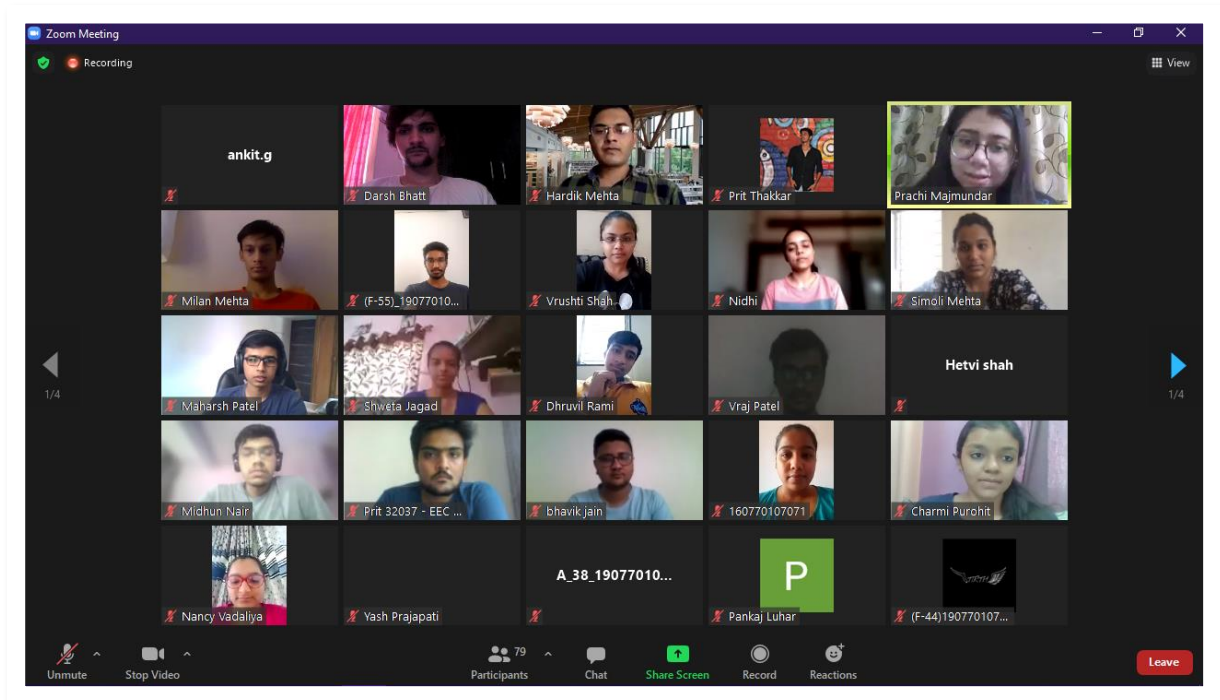 Zoom Meeting
Recording
View
ankit.g
Darsh Bhatt
Hardik Mehta
Prit Thakkar
Prachi Majmundar
Milan Mehta
(F-55)_19077010...
Vrushti Shah
Nidhi
Simoli Mehta
Maharsh Patel
Shweta Jagad
Dhruvil Rami
Vraj Patel
Hetvi shah
1/4
1/4
Midhun Nair
Prit 32037 - EEC ...
bhavik jain
160770107071
Charmi Purohit
Nancy Vadaliya
Yash Prajapati
A_38_19077010...
P
Pankaj Luhar
(F-44)190770107...
Unmute
Stop Video
79
Participants
Chat
Share Screen
Record
Reactions
Leave